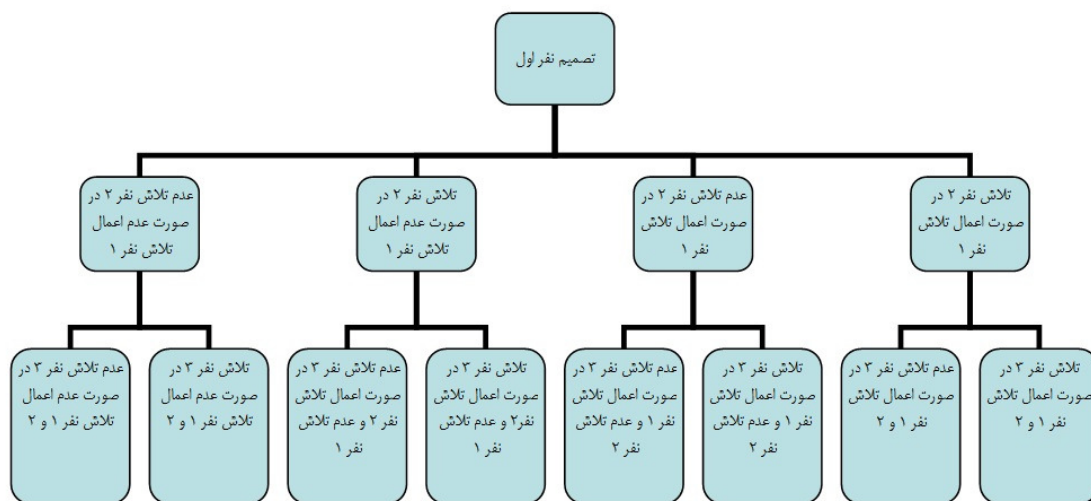 تصمیم نفر اول
تلاش نفر ۲ در
صورت اعمال تلاش
نفر ۱
عدم تلاش نفر ۲ در
صورت اعمال تلاش
نفر ۱
تلاش نفر ۲ در
صورت عدم اعمال
تلاش نفر ۱
عدم تلاش نفر ۲ در
صورت عدم اعمال
تلاش نفر ۱
تلاش نفر ۳ در
صورت اعمال تلاش
نفر ۱ و ۲
عدم تلاش نفر ۳ در
صورت اعمال تلاش
نفر ۱ و ۲
تلاش نفر ۳ در
صورت اعمال تلاش
نفر ۱ و عدم تلاش
نفر ۲
عدم تلاش نفر ۳ در
صورت اعمال تلاش
نفر ۱ و عدم تلاش
نفر ۲
تلاش نفر ۳ در
صورت اعمال تلاش
نفر۲ و عدم تلاش
نفر ۱
عدم تلاش نفر ۳ در
صورت اعمال تلاش
نفر ۲ و عدم تلاش
نفر ۱
تلاش نفر ۳ در
صورت عدم اعمال
تلاش نفر ۱ و ۲
عدم تلاش نفر ۳ در
صورت عدم اعمال
تلاش نفر ۱ و ۲